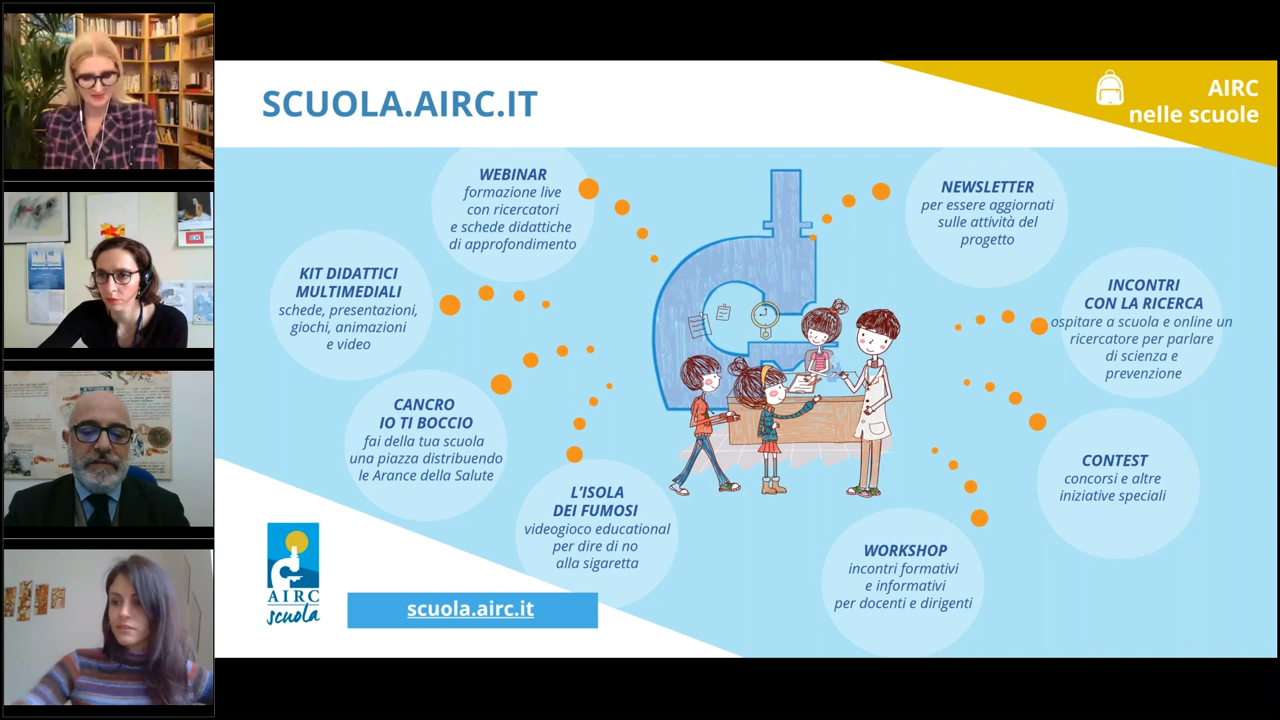 SCUOLA.AIRC.IT
AIRC
nelle scuole
WEBINAR
formazione live
con ricercatori
e schede didattiche
di approfondimento
NEWSLETTER
per essere aggiornati
sulle attività del
progetto
KIT DIDATTICI
MULTIMEDIALI
schede, presentazioni,
giochi, animazioni
e video
INCONTRI
CON LA RICERCA
ospitare a scuola e online un
ricercatore per parlare
di scienza e
prevenzione
CANCRO
IO TI BOCCIO
fai della tua scuola
una piazza distribuendo
le Arance della Salute
CONTEST
concorsi e altre
iniziative speciali
L'ISOLA
DEI FUMOSI
videogioco educational
per dire di no
alla sigaretta
WORKSHOP
incontri formativi
e informativi
per docenti e dirigenti
AIRC
scuola
scuola.airc.it